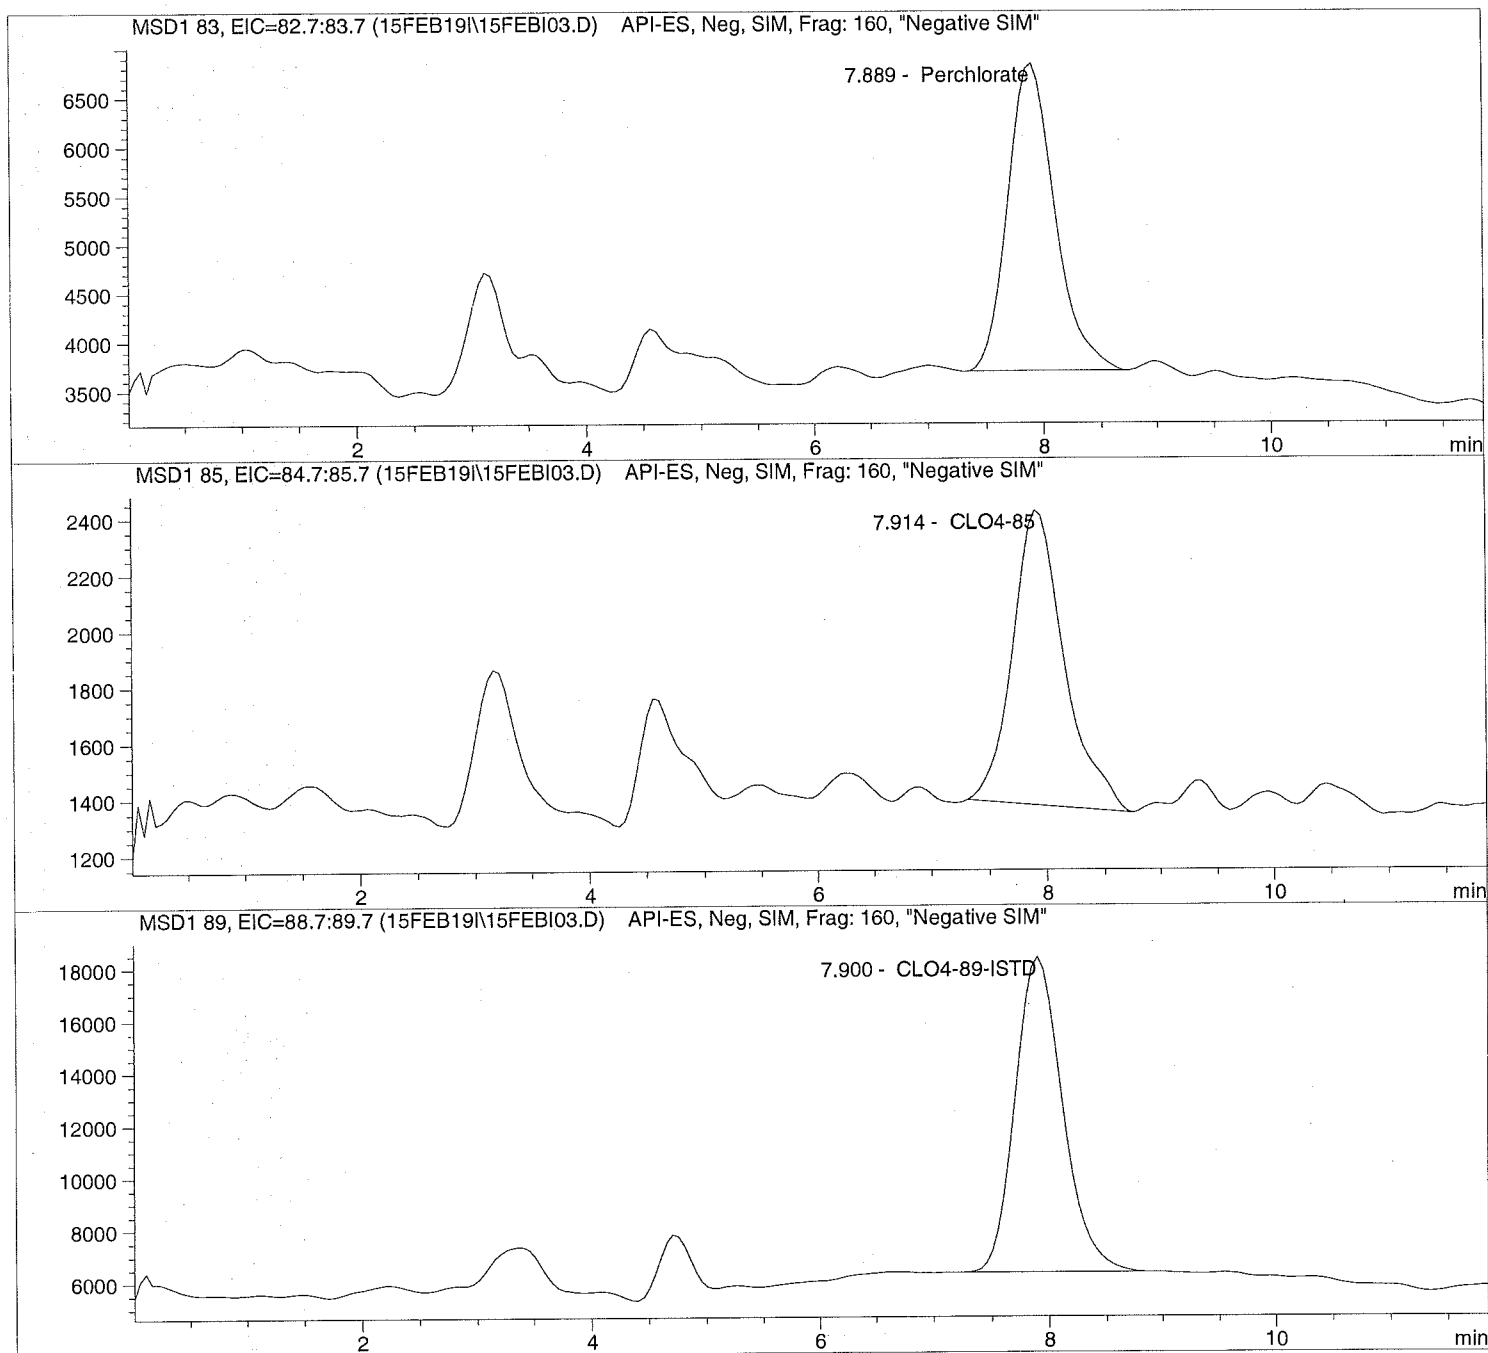 MSD1 83, EIC=82.7:83.7 (15FEB19I\15FEBI03.D) API-ES, Neg, SIM, Frag: 160, "Negative SIM"
7.889 - Perchlorate
6500
6000
5500
5000
4500
4000
3500
2 4 6 8 10 min
MSD1 85, EIC=84.7:85.7 (15FEB19I\15FEBI03.D) API-ES, Neg, SIM, Frag: 160, "Negative SIM"
7.914 - CLO4-85
2400
2200
2000
1800
1600
1400
1200
2 4 6 8 10 min
MSD1 89, EIC=88.7:89.7 (15FEB19I\15FEBI03.D) API-ES, Neg, SIM, Frag: 160, "Negative SIM"
7.900 - CLO4-89-ISTD
18000
16000
14000
12000
10000
8000
6000
2 4 6 8 10 min